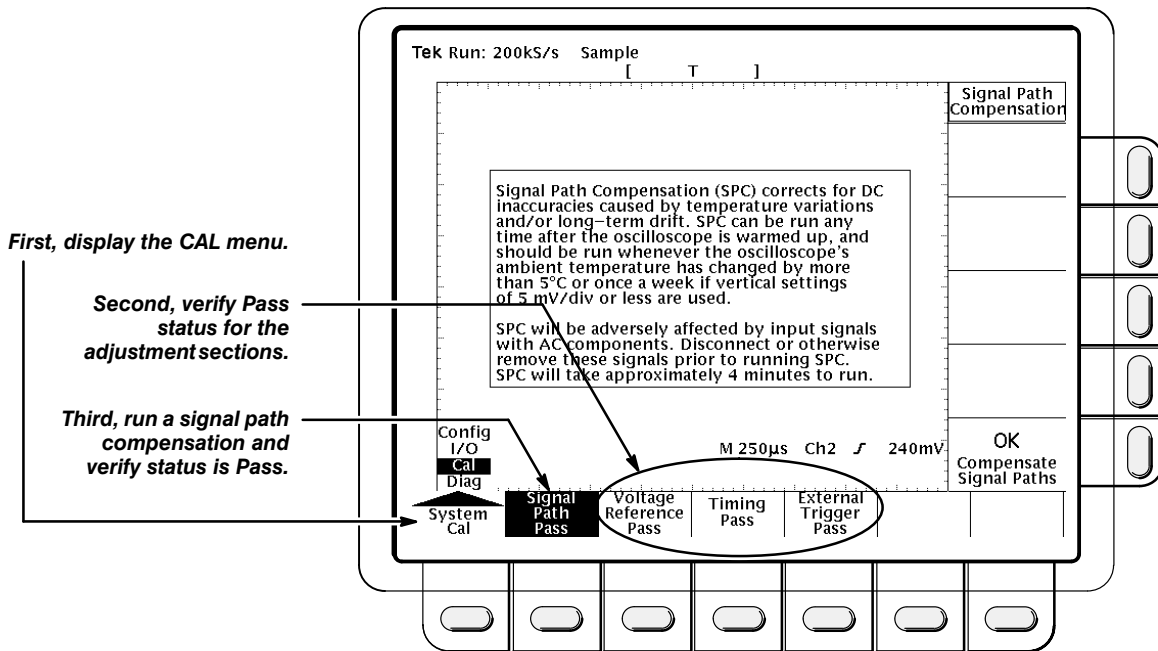 Tek Run: 200kS/s Sample
[ T ]
Signal Path
Compensation
Signal Path Compensation (SPC) corrects for DC
inaccuracies caused by temperature variations
and/or long–term drift. SPC can be run any
time after the oscilloscope is warmed up, and
should be run whenever the oscilloscope's
ambient temperature has changed by more
than 5°C or once a week if vertical settings
of 5 mV/div or less are used.
SPC will be adversely affected by input signals
with AC components. Disconnect or otherwise
remove these signals prior to running SPC.
SPC will take approximately 4 minutes to run.
First, display the CAL menu.
Second, verify Pass
status for the
adjustment sections.
Third, run a signal path
compensation and
verify status is Pass.
Config
I/O
Cal
Diag
M 250µs Ch2 ƒ 240mV
OK
Compensate
Signal Paths
System
Cal
Signal
Path
Pass
Voltage
Reference
Pass
Timing
Pass
External
Trigger
Pass